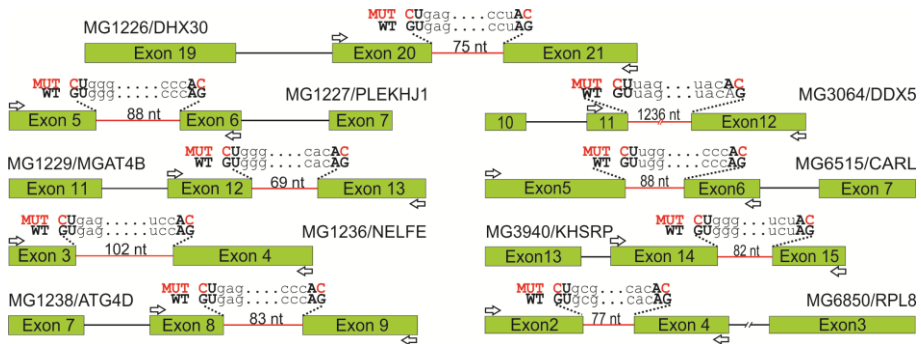 MG1226/DHX30
MUT CUgag....ccuAC
WT GUgag....ccuAG
Exon 19
Exon 20
75 nt
Exon 21
MG1227/PLEKHJ1
MUT CUggg.....cccAC
WT GUggg.....cccAG
Exon 5
88 nt
Exon 6
Exon 7
MG3064/DDX5
MUT CUuag....uacAC
WT GUuag....uacAG
10
11
1236 nt
Exon12
MG1229/MGAT4B
MUT CUggg....cacAC
WT GUggg....cacAG
Exon 11
Exon 12
69 nt
Exon 13
MG6515/CARL
MUT CUugg....cccAC
WT GUugg....cccAG
Exon5
88 nt
Exon6
Exon 7
MG1236/NELFE
MUT CUgag.....uccAC
WT GUgag.....uccAG
Exon 3
102 nt
Exon 4
MG3940/KHSRP
MUT CUggg...ucuAC
WT GUggg...ucuAG
Exon13
Exon 14
82 nt
Exon 15
MG1238/ATG4D
MUT CUgag....cccAC
WT GUgag....cccAG
Exon 7
Exon 8
83 nt
Exon 9
MG6850/RPL8
MUT CUgcg...cacAC
WT GUgcg...cacAG
Exon2
77 nt
Exon 4
Exon3